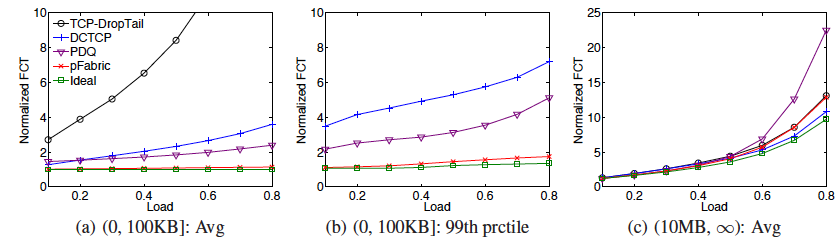 10
8
6
4
2
0
Normalized FCT
0.2 0.4 0.6 0.8
Load
TCP-DropTail
DCTCP
PDQ
pFabric
Ideal
(a) (0, 100KB]: Avg
10
8
6
4
2
0
Normalized FCT
0.2 0.4 0.6 0.8
Load
(b) (0, 100KB]: 99th prctile
25
20
15
10
5
0
Normalized FCT
0.2 0.4 0.6 0.8
Load
(c) (10MB, ∞): Avg